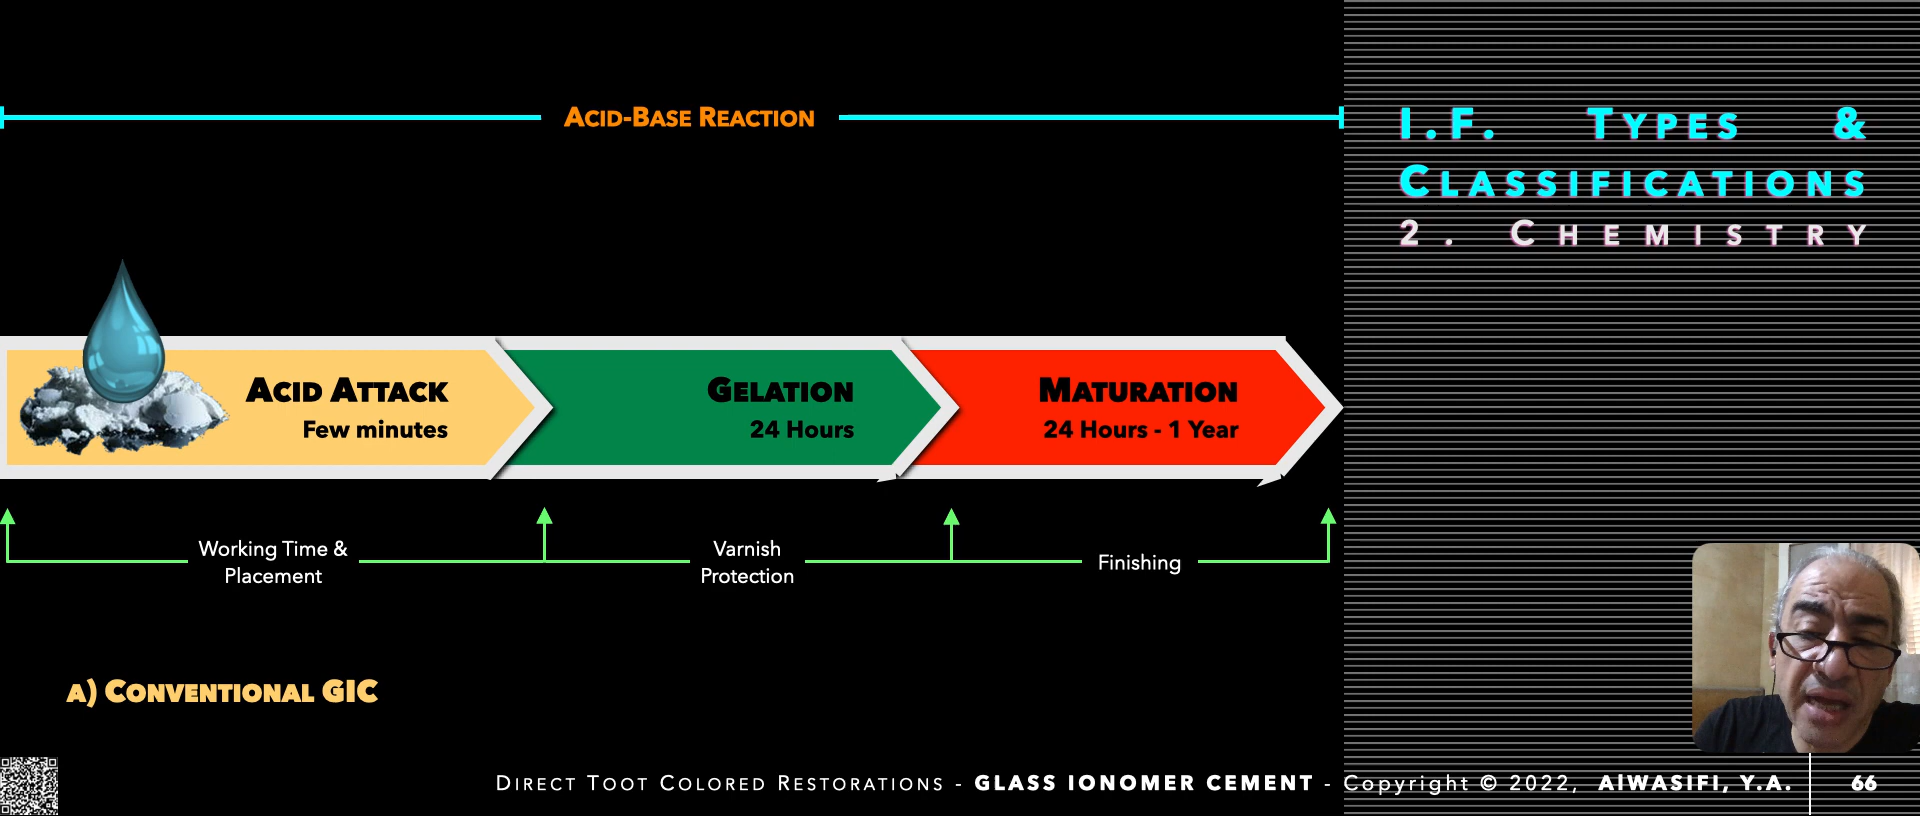 ACID-BASE REACTION
I.F. TYPES &
CLASSIFICATIONS
2. CHEMISTRY
ACID ATTACK
Few minutes
GELATION
24 Hours
MATURATION
24 Hours - 1 Year
Working Time &
Placement
Varnish
Protection
Finishing
A) CONVENTIONAL GIC
DIRECT TOOT COLORED RESTORATIONS - GLASS IONOMER CEMENT - Copyright © 2022, AlWASIFI, Y.A. 66